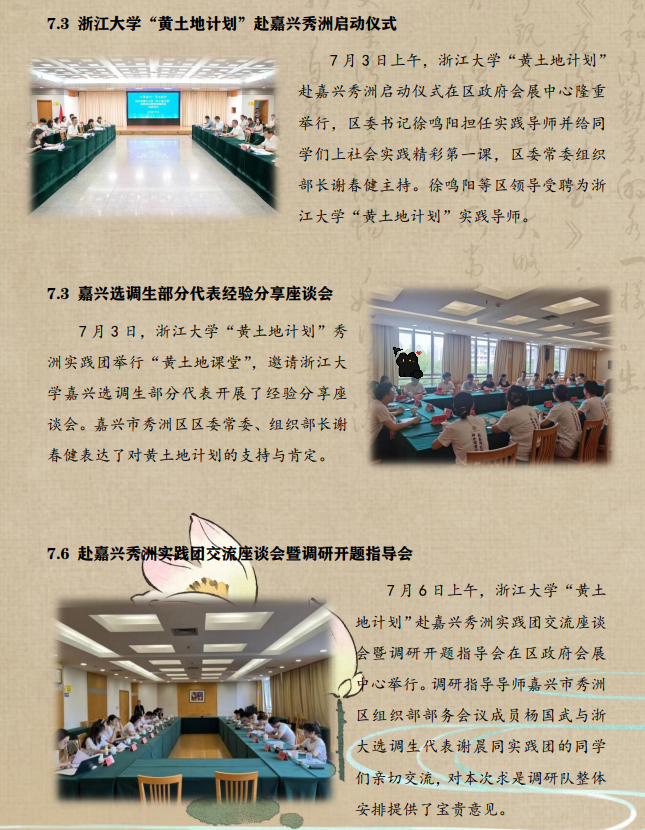 7.3 浙江大学“黄土地计划”赴嘉兴秀洲启动仪式
7月3日上午，浙江大学“黄土地计划”
赴嘉兴秀洲启动仪式在区政府会展中心隆重
举行，区委书记徐鸣阳担任实践导师并给同
学们上社会实践精彩第一课，区委常委组织
部长谢春健主持。徐鸣阳等区领导受聘为浙
江大学“黄土地计划”实践导师。
7.3 嘉兴选调生部分代表经验分享座谈会
7月3日，浙江大学“黄土地计划”秀
洲实践团举行“黄土地课堂”，邀请浙江大
学嘉兴选调生部分代表开展了经验分享座
谈会。嘉兴市秀洲区区委常委、组织部长谢
春健表达了对黄土地计划的支持与肯定。
7.6 赴嘉兴秀洲实践团交流座谈会暨调研开题指导会
7月6日上午，浙江大学“黄土
地计划”赴嘉兴秀洲实践团交流座谈
会暨调研开题指导会在区政府会展
中心举行。调研指导导师嘉兴市秀洲
区组织部部务会议成员杨国武与浙
大选调生代表谢晨同实践团的同学
们亲切交流，对本次求是调研队整体
安排提供了宝贵意见。